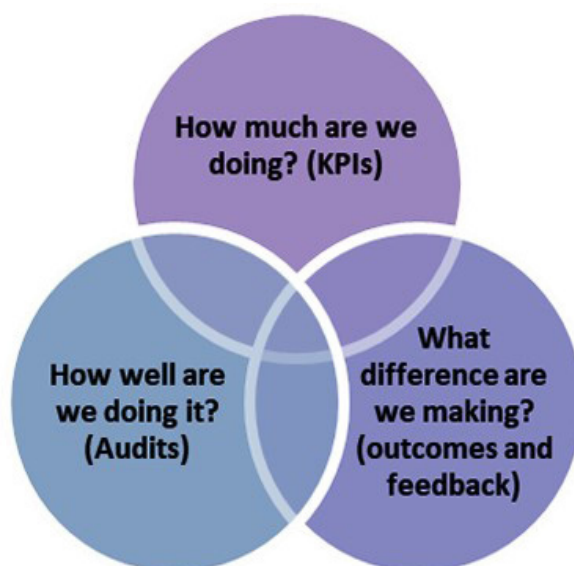 How much are we
doing? (KPIs)
How well are
we doing it?
(Audits)
What
difference are
we making?
(outcomes and
feedback)